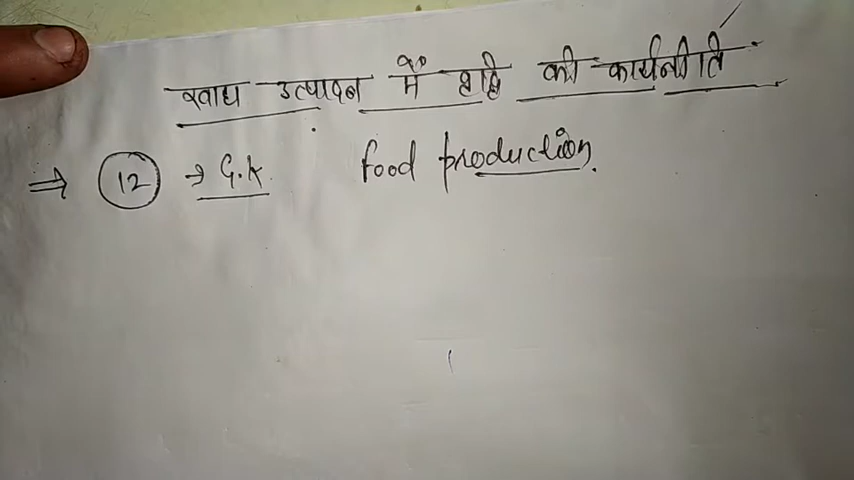 खाद्य उत्पादन में वृद्धि की कार्यनीति
⇒ 12 → G.K food production.